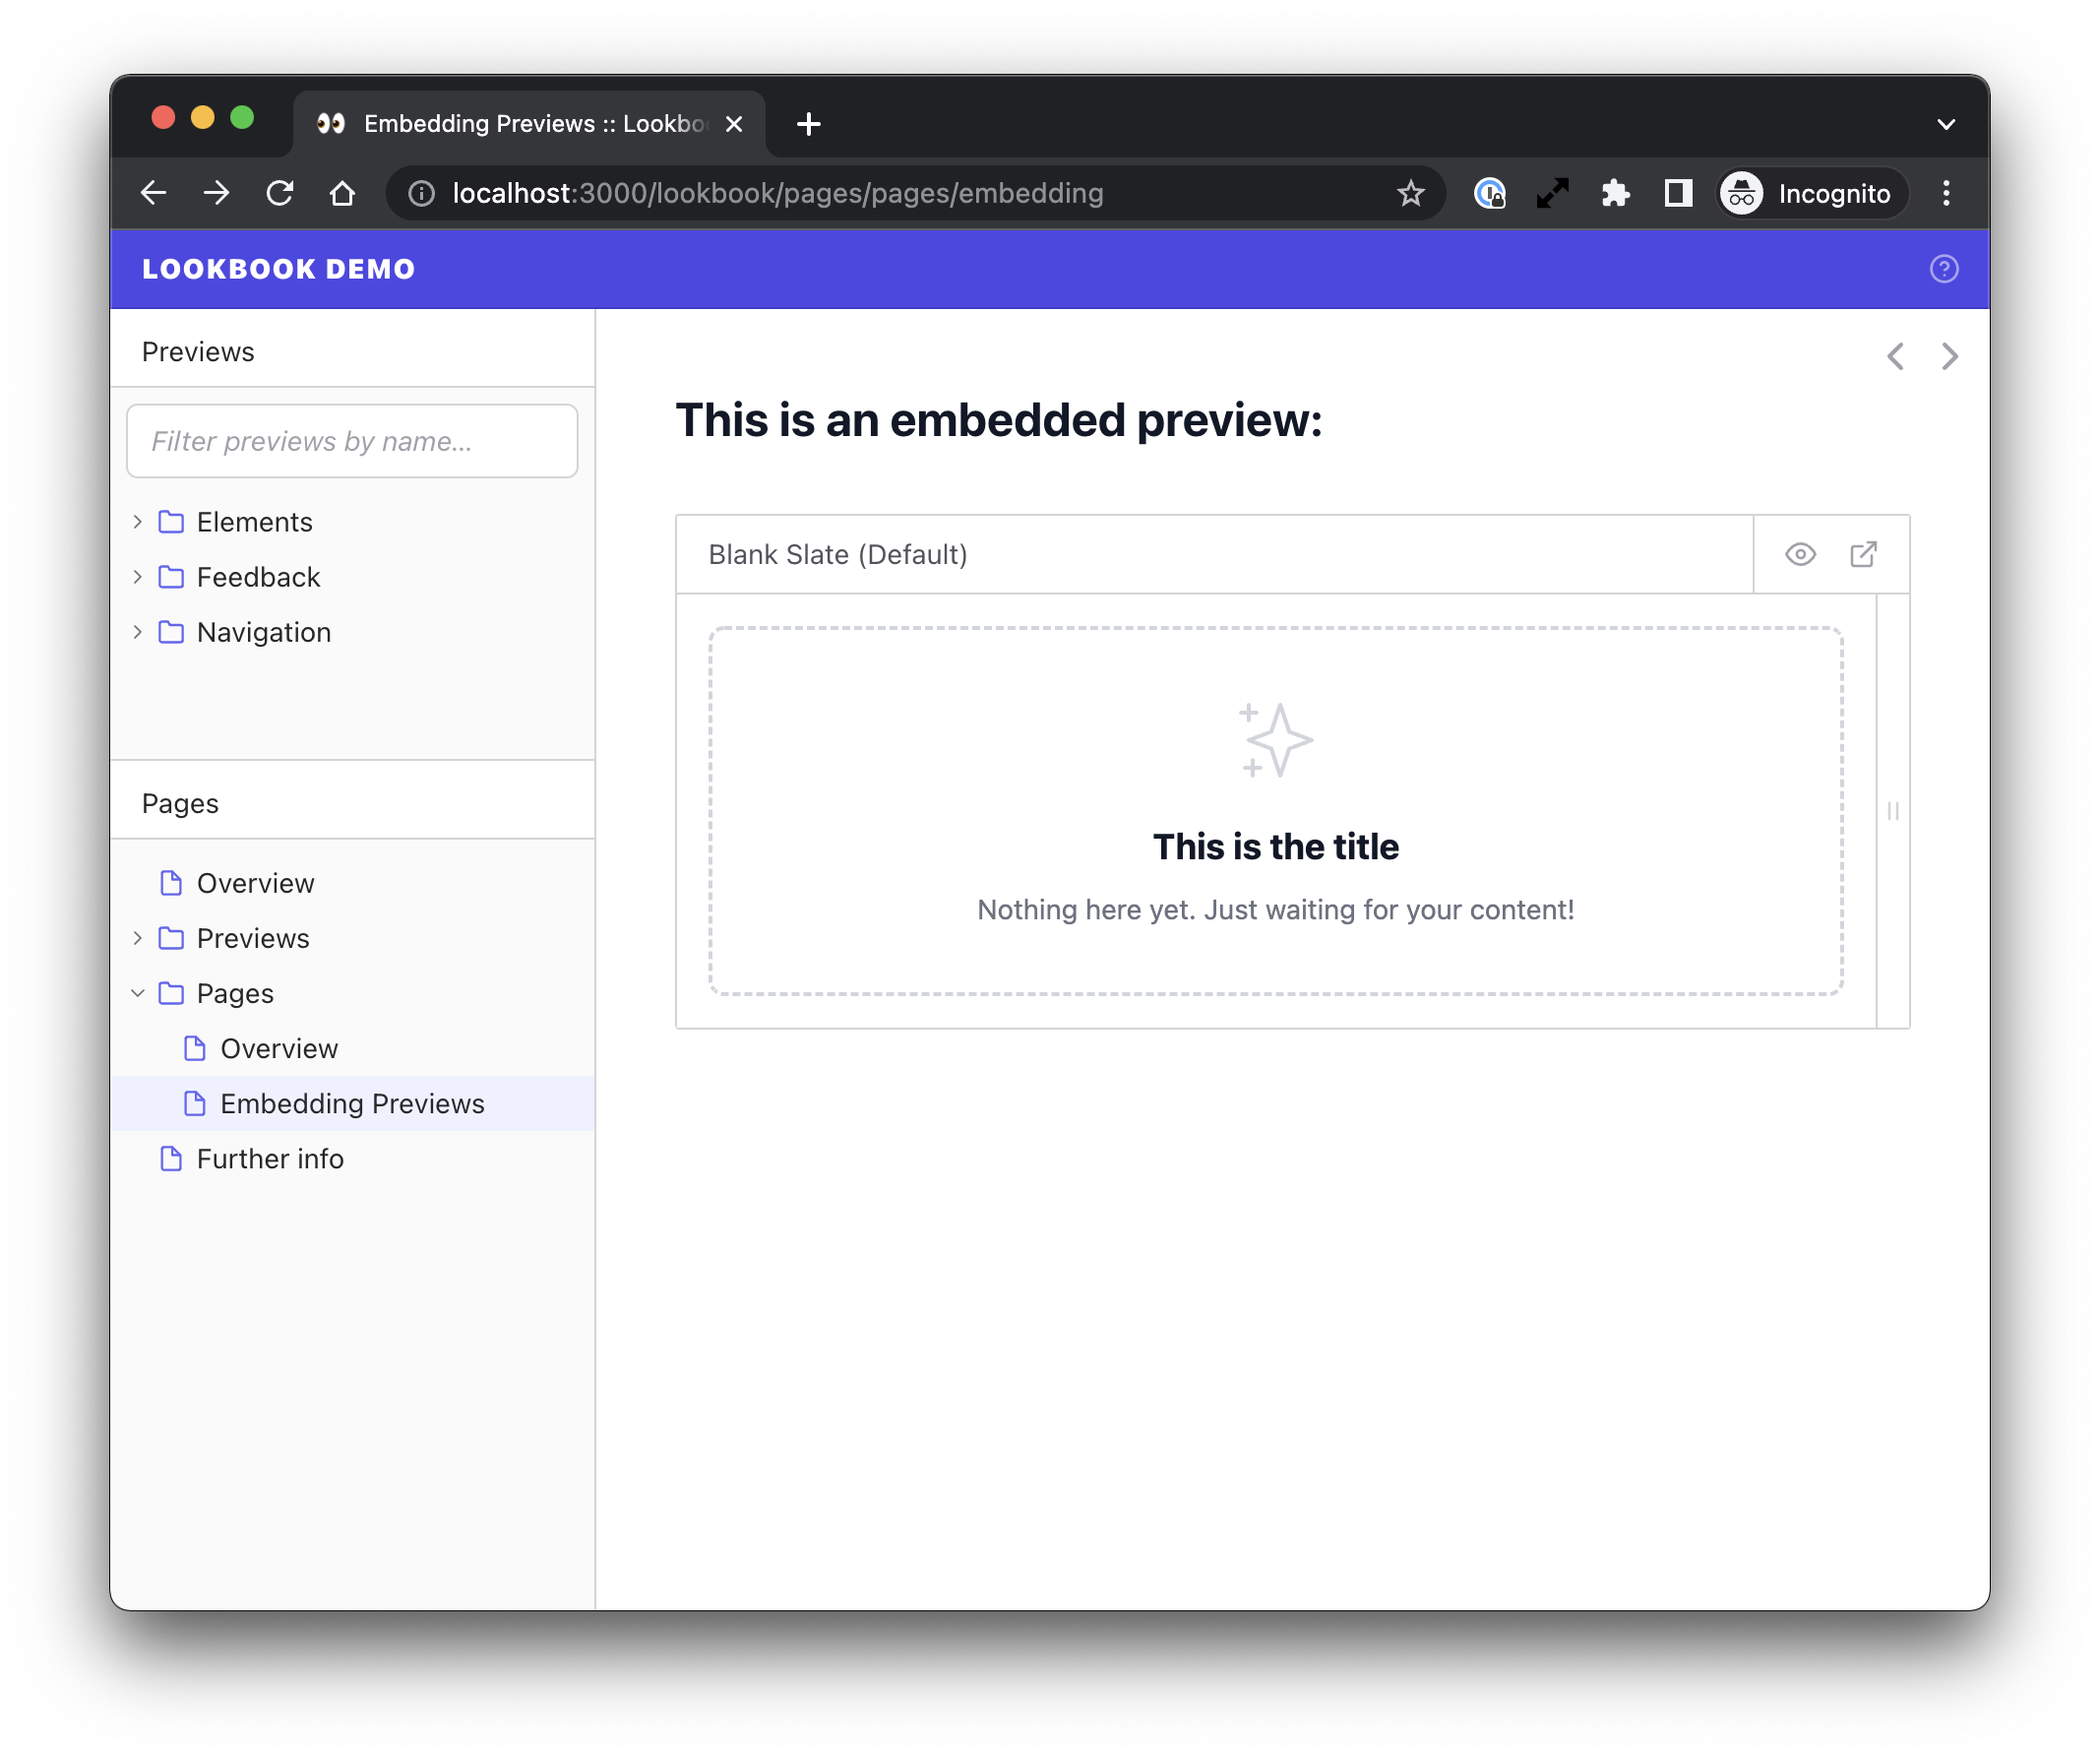 Embedding Previews :: Lookbo
localhost:3000/lookbook/pages/pages/embedding
Incognito
LOOKBOOK DEMO
Previews
Filter previews by name...
Elements
Feedback
Navigation
Pages
Overview
Previews
Pages
Overview
Embedding Previews
Further info
This is an embedded preview:
Blank Slate (Default)
This is the title
Nothing here yet. Just waiting for your content!